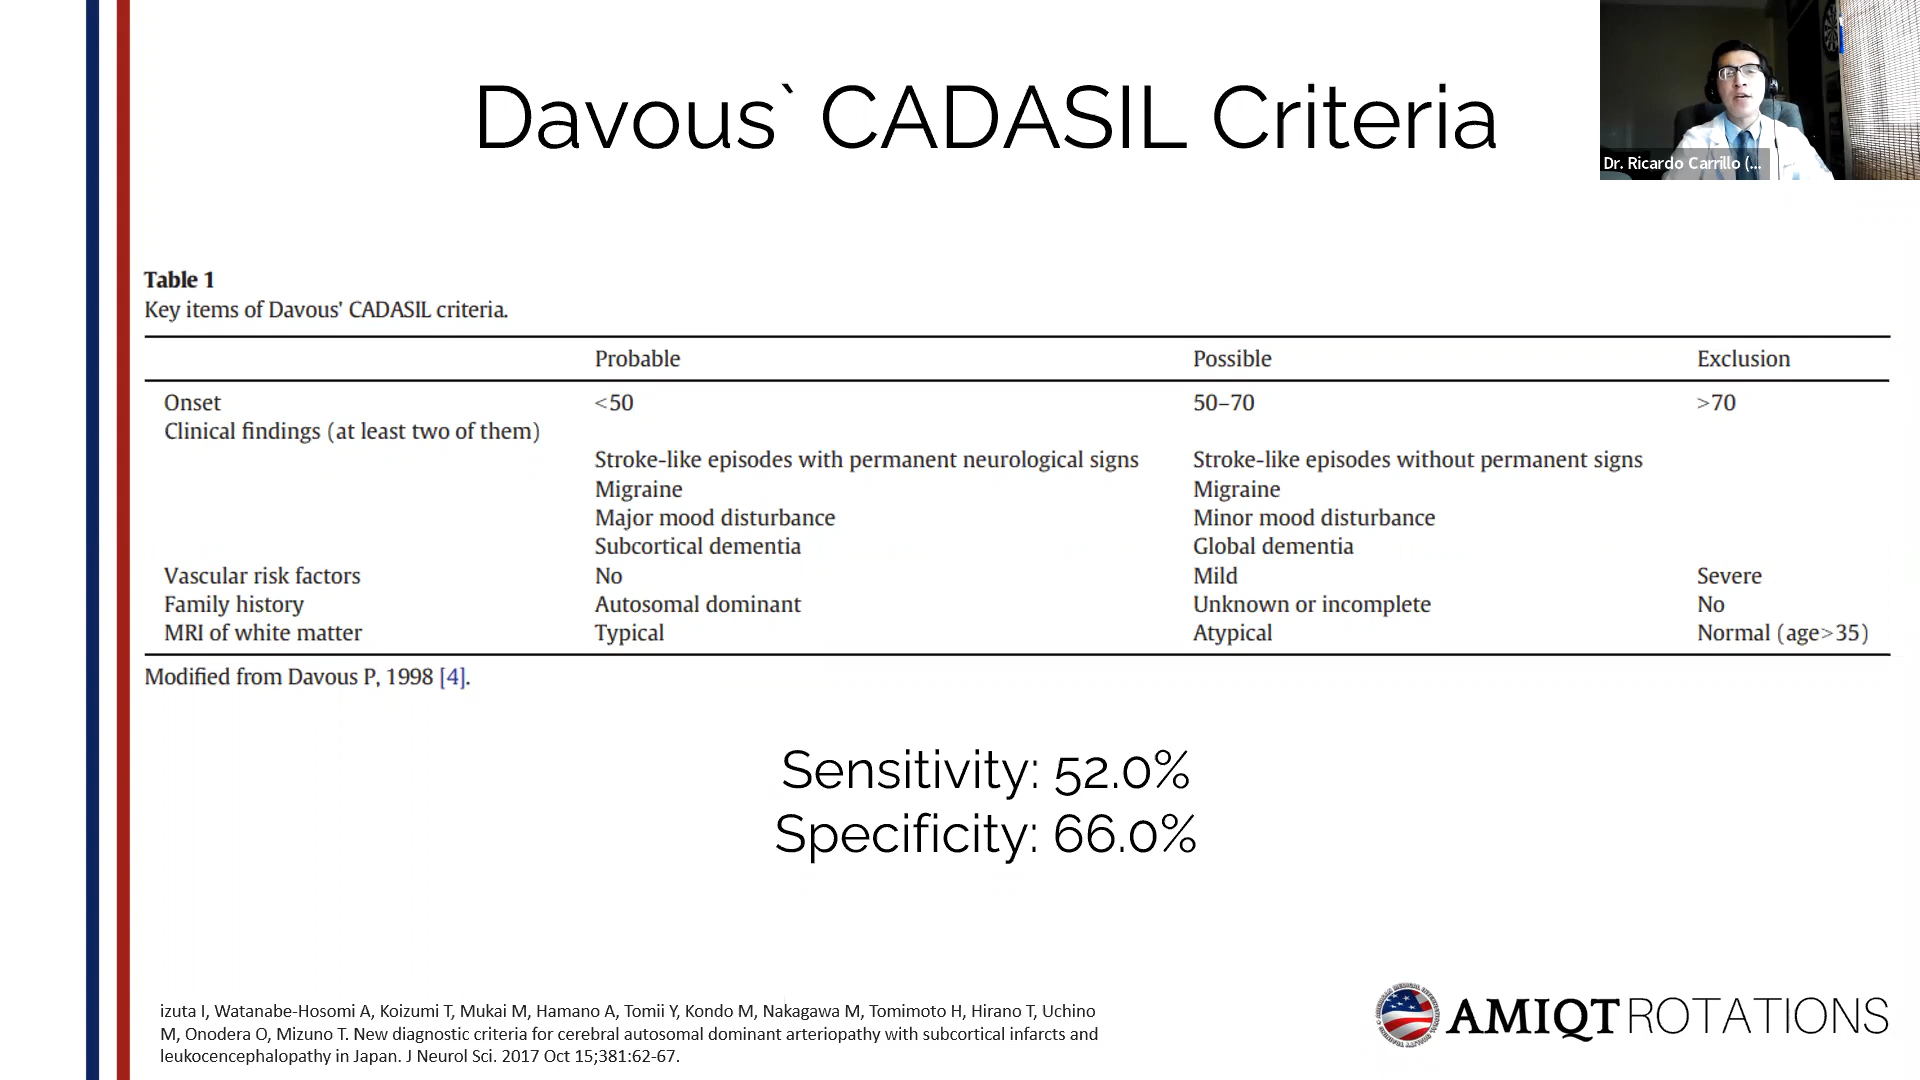 Davous` CADASIL Criteria
Dr. Ricardo Carrillo (...
Table 1
Key items of Davous' CADASIL criteria.
Probable Possible Exclusion
Onset <50 50–70 >70
Clinical findings (at least two of them)
Stroke-like episodes with permanent neurological signs Stroke-like episodes without permanent signs
Migraine Migraine
Major mood disturbance Minor mood disturbance
Subcortical dementia Global dementia
Vascular risk factors No Mild Severe
Family history Autosomal dominant Unknown or incomplete No
MRI of white matter Typical Atypical Normal (age>35)
Modified from Davous P, 1998 [4].
Sensitivity: 52.0%
Specificity: 66.0%
izuta I, Watanabe-Hosomi A, Koizumi T, Mukai M, Hamano A, Tomii Y, Kondo M, Nakagawa M, Tomimoto H, Hirano T, Uchino
M, Onodera O, Mizuno T. New diagnostic criteria for cerebral autosomal dominant arteriopathy with subcortical infarcts and
leukocencephalopathy in Japan. J Neurol Sci. 2017 Oct 15;381:62-67.
AMIQT ROTATIONS